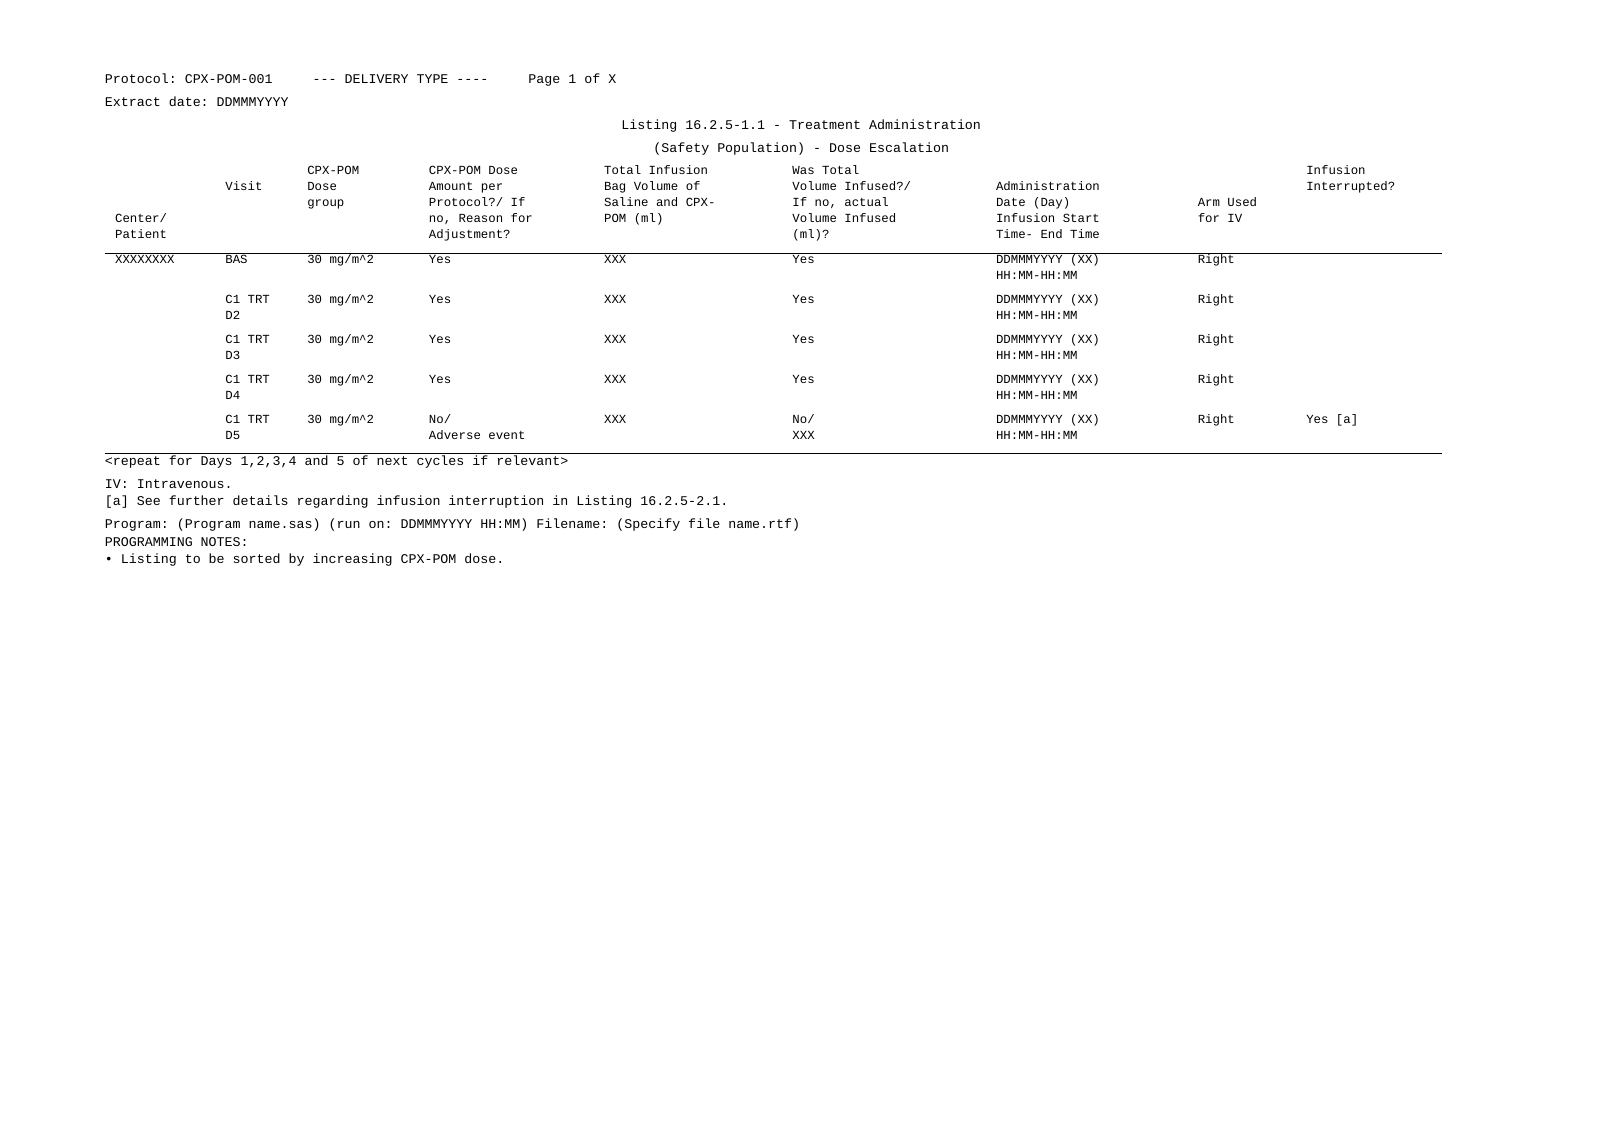 Protocol: CPX-POM-001     --- DELIVERY TYPE ----     Page 1 of X
Extract date: DDMMMYYYY
Listing 16.2.5-1.1 - Treatment Administration
(Safety Population) - Dose Escalation
CPX-POM CPX-POM Dose Total Infusion Was Total Infusion
Visit Dose Amount per Bag Volume of Volume Infused?/ Administration Interrupted?
group Protocol?/ If Saline and CPX- If no, actual Date (Day) Arm Used
Center/ no, Reason for POM (ml) Volume Infused Infusion Start for IV
Patient Adjustment? (ml)? Time- End Time
XXXXXXXX BAS 30 mg/m^2 Yes XXX Yes DDMMMYYYY (XX) Right
HH:MM-HH:MM
C1 TRT 30 mg/m^2 Yes XXX Yes DDMMMYYYY (XX) Right
D2 HH:MM-HH:MM
C1 TRT 30 mg/m^2 Yes XXX Yes DDMMMYYYY (XX) Right
D3 HH:MM-HH:MM
C1 TRT 30 mg/m^2 Yes XXX Yes DDMMMYYYY (XX) Right
D4 HH:MM-HH:MM
C1 TRT 30 mg/m^2 No/ XXX No/ DDMMMYYYY (XX) Right Yes [a]
D5 Adverse event XXX HH:MM-HH:MM
<repeat for Days 1,2,3,4 and 5 of next cycles if relevant>
IV: Intravenous.
[a] See further details regarding infusion interruption in Listing 16.2.5-2.1.
Program: (Program name.sas) (run on: DDMMMYYYY HH:MM) Filename: (Specify file name.rtf)
PROGRAMMING NOTES:
• Listing to be sorted by increasing CPX-POM dose.